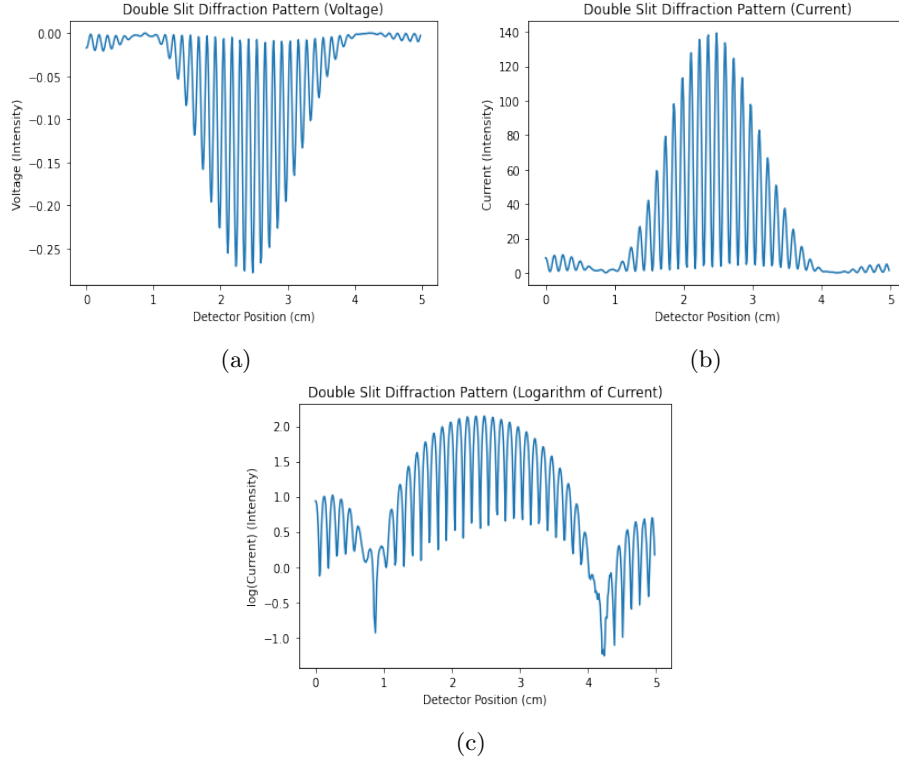 Double Slit Diffraction Pattern (Voltage)
0.00
−0.05
−0.10
−0.15
−0.20
−0.25
Voltage (Intensity)
0 1 2 3 4 5
Detector Position (cm)
(a)
Double Slit Diffraction Pattern (Current)
140
120
100
80
60
40
20
0
Current (Intensity)
0 1 2 3 4 5
Detector Position (cm)
(b)
Double Slit Diffraction Pattern (Logarithm of Current)
2.0
1.5
1.0
0.5
0.0
−0.5
−1.0
log(Current) (Intensity)
0 1 2 3 4 5
Detector Position (cm)
(c)